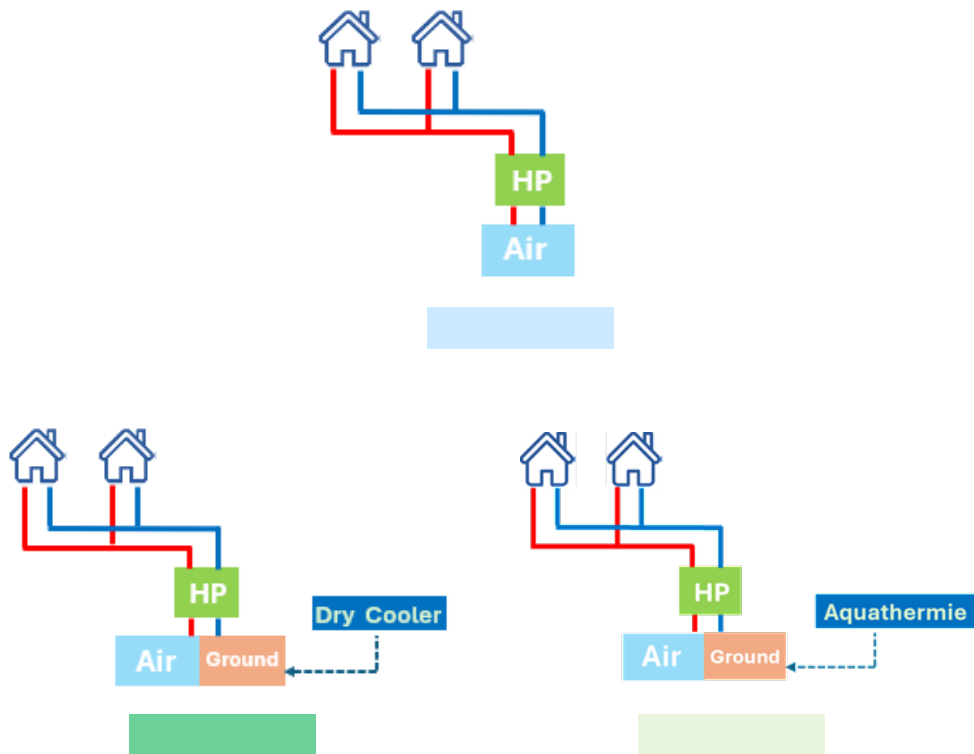 HP
Air
HP
Dry Cooler
Air
Ground
HP
Aquathermie
Air
Ground